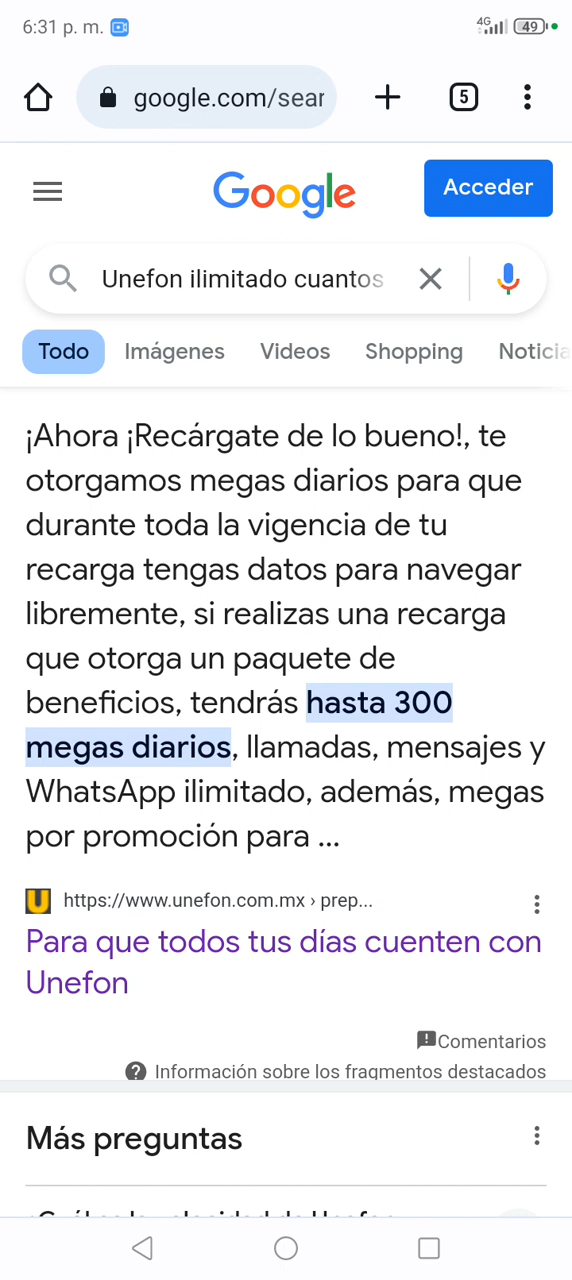 6:31 p. m.
4G
49
google.com/sear
5
Google
Acceder
Unefon ilimitado cuantos
Todo
Imágenes
Videos
Shopping
Noticia
¡Ahora ¡Recárgate de lo bueno!, te
otorgamos megas diarios para que
durante toda la vigencia de tu
recarga tengas datos para navegar
libremente, si realizas una recarga
que otorga un paquete de
beneficios, tendrás hasta 300
megas diarios, llamadas, mensajes y
WhatsApp ilimitado, además, megas
por promoción para ...
U
https://www.unefon.com.mx › prep...
Para que todos tus días cuenten con
Unefon
Comentarios
Información sobre los fragmentos destacados
Más preguntas